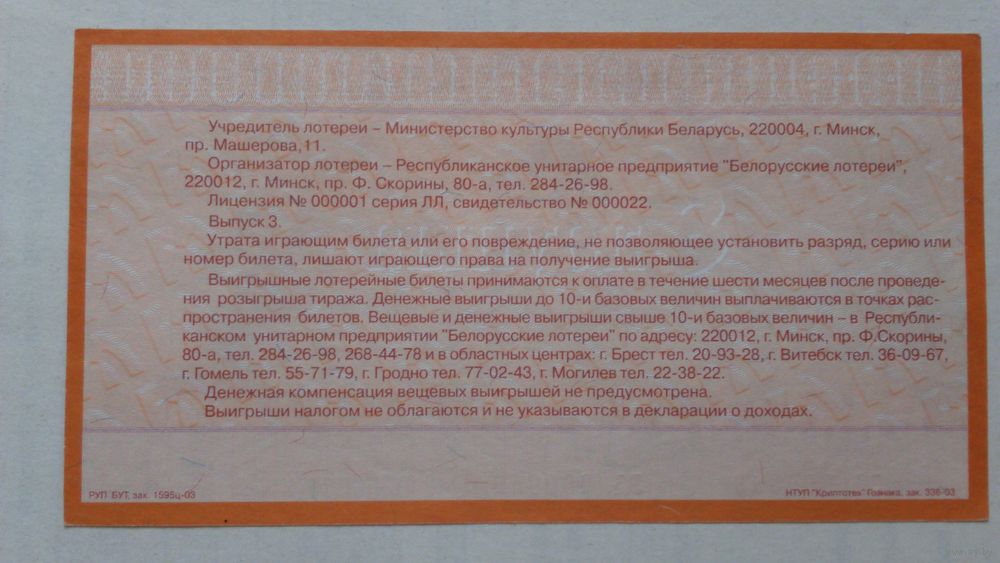 Учредитель лотереи – Министерство культуры Республики Беларусь, 220004, г. Минск,
пр. Машерова,11.
Организатор лотереи – Республиканское унитарное предприятие "Белорусские лотереи",
220012, г. Минск, пр. Ф. Скорины, 80-а, тел. 284-26-98.
Лицензия № 000001 серия ЛЛ, свидетельство № 000022.
Выпуск 3.
Утрата играющим билета или его повреждение, не позволяющее установить разряд, серию или
номер билета, лишают играющего права на получение выигрыша.
Выигрышные лотерейные билеты принимаются к оплате в течение шести месяцев после проведе-
ния розыгрыша тиража. Денежные выигрыши до 10-и базовых величин выплачиваются в точках рас-
пространения билетов. Вещевые и денежные выигрыши свыше 10-и базовых величин – в Республи-
канском унитарном предприятии "Белорусские лотереи" по адресу: 220012, г. Минск, пр. Ф.Скорины,
80-а, тел. 284-26-98, 268-44-78 и в областных центрах: г. Брест тел. 20-93-28, г. Витебск тел. 36-09-67,
г. Гомель тел. 55-71-79, г. Гродно тел. 77-02-43, г. Могилев тел. 22-38-22.
Денежная компенсация вещевых выигрышей не предусмотрена.
Выигрыши налогом не облагаются и не указываются в декларации о доходах.
РУП БУТ, зак. 1595ц-03
НТУП "Криптотех" Гознака, зак. 336-03